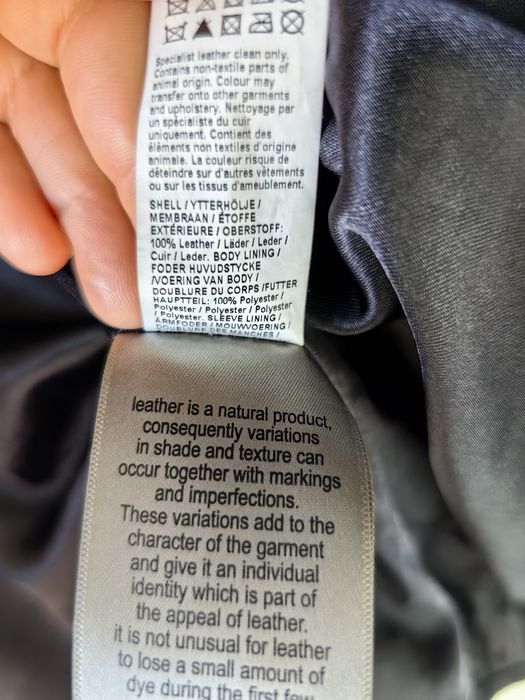 Specialist leather clean only.
Contains non-textile parts of
animal origin. Colour may
transfer onto other garments
and upholstery. Nettoyage par
un spécialiste du cuir
uniquement. Contient des
éléments non textiles d'origine
animale. La couleur risque de
déteindre sur d'autres vêtements
ou sur les tissus d'ameublement.
SHELL / YTTERHÖLJE /
MEMBRAAN / ÉTOFFE
EXTÉRIEURE / OBERSTOFF:
100% Leather / Läder / Leder /
Cuir / Leder. BODY LINING /
FODER HUVUDSTYCKE
/VOERING VAN BODY /
DOUBLURE DU CORPS /FUTTER
HAUPTTEIL: 100% Polyester /
Polyester / Polyester / Polyester
/ Polyester. SLEEVE LINING /
ÄRMFODER / MOUWVOERING /
DOUBLURE DES MANCHES /
leather is a natural product,
consequently variations
in shade and texture can
occur together with markings
and imperfections.
These variations add to the
character of the garment
and give it an individual
identity which is part of
the appeal of leather.
it is not unusual for leather
to lose a small amount of
dye during the first few